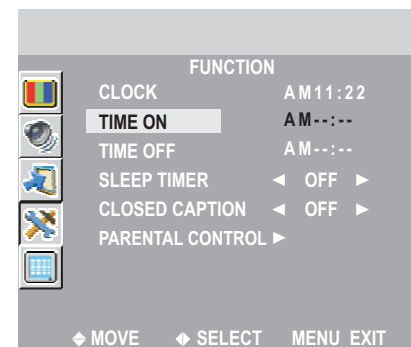 FUNCTION
CLOCK AM11:22
TIME ON AM--:--
TIME OFF AM--:--
SLEEP TIMER ◄ OFF ►
CLOSED CAPTION ◄ OFF ►
PARENTAL CONTROL ►
MOVE SELECT MENU EXIT